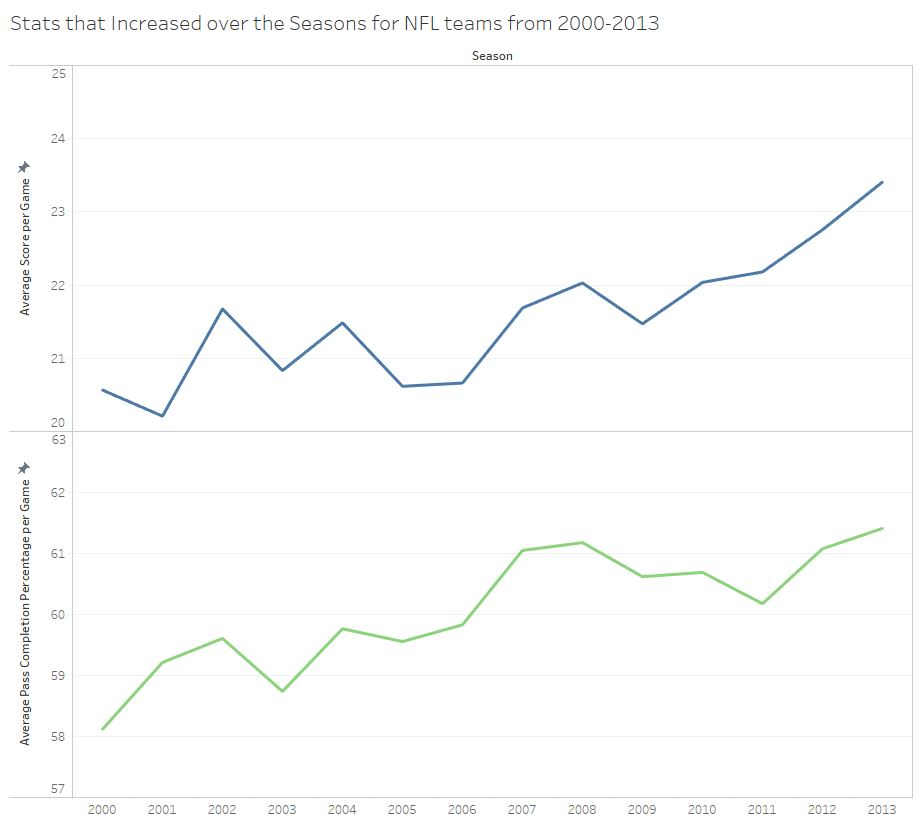 Stats that Increased over the Seasons for NFL teams from 2000-2013
Season
Average Score per Game
25
24
23
22
21
20
Average Pass Completion Percentage per Game
63
62
61
60
59
58
57
2000 2001 2002 2003 2004 2005 2006 2007 2008 2009 2010 2011 2012 2013